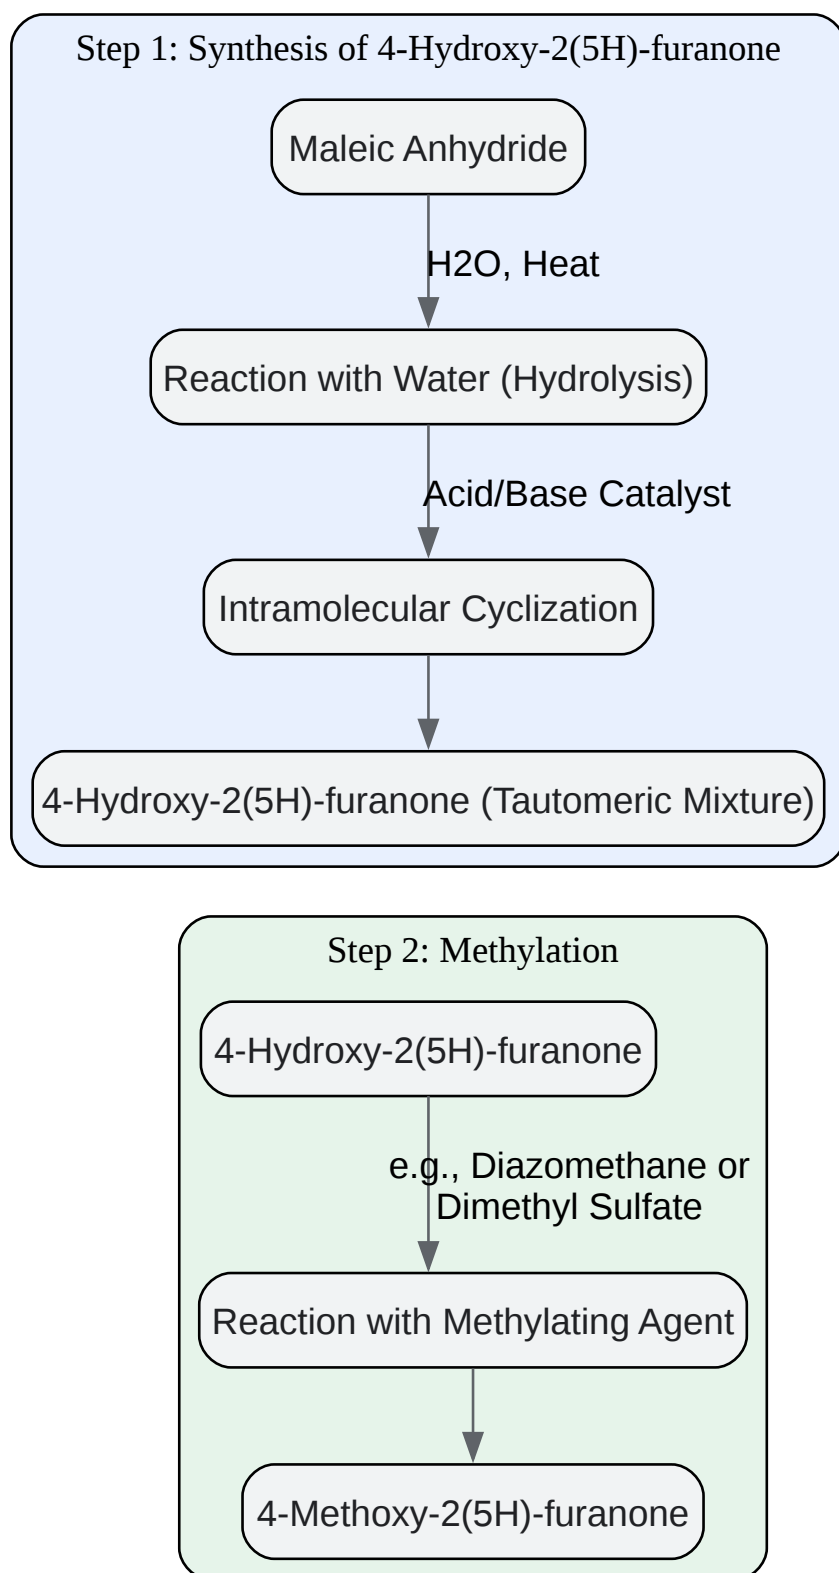 Step 1: Synthesis of 4-Hydroxy-2(5H)-furanone
Maleic Anhydride
H2O, Heat
Reaction with Water (Hydrolysis)
Acid/Base Catalyst
Intramolecular Cyclization
4-Hydroxy-2(5H)-furanone (Tautomeric Mixture)
Step 2: Methylation
4-Hydroxy-2(5H)-furanone
e.g., Diazomethane or
Dimethyl Sulfate
Reaction with Methylating Agent
4-Methoxy-2(5H)-furanone